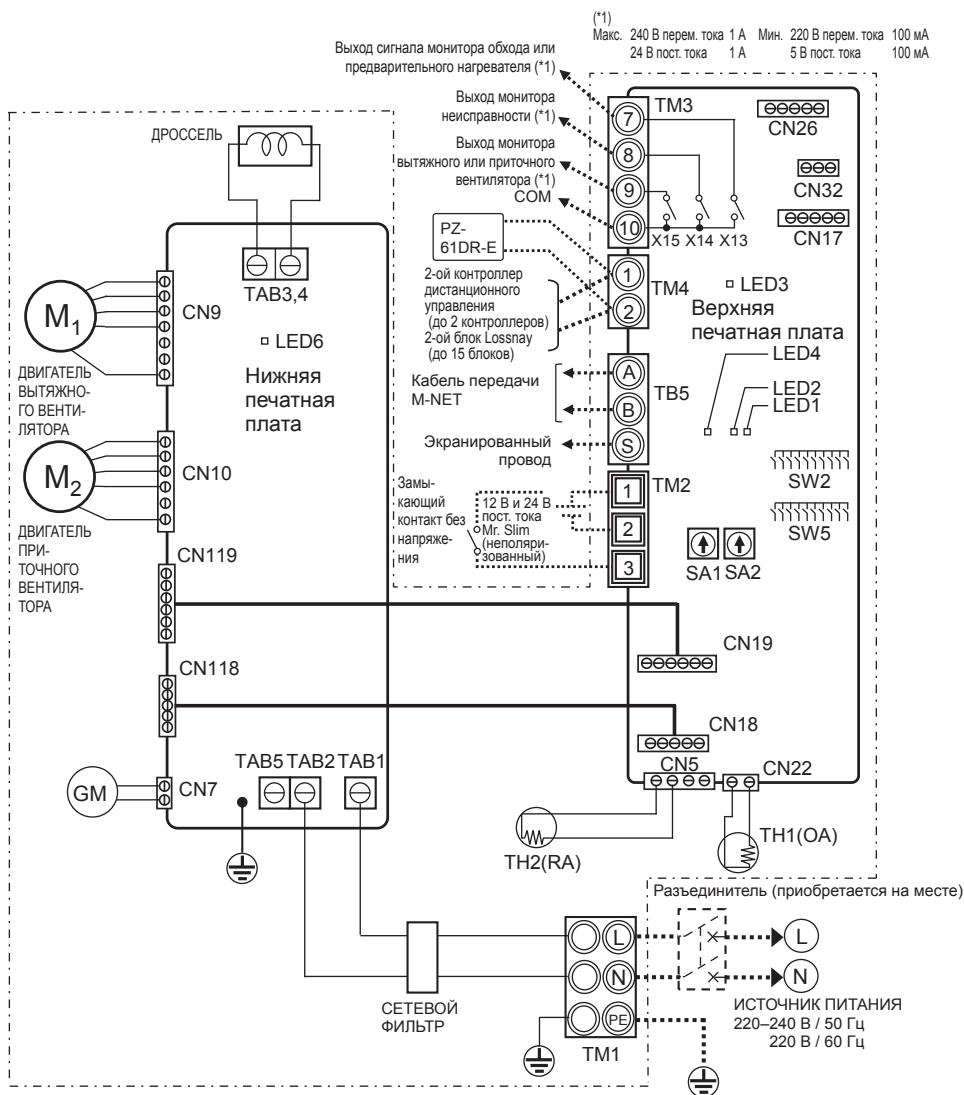 (*1)
Макс. 240 В перем. тока 1 А Мин. 220 В перем. тока 100 мА
24 В пост. тока 1 А 5 В пост. тока 100 мА
Выход сигнала монитора обхода или
предварительного нагревателя (*1)
Выход монитора
неисправности (*1)
Выход монитора
вытяжного или приточного
вентилятора (*1)
COM
TM3
7
8
9
10
X15 X14 X13
CN26
CN32
CN17
ДРОССЕЛЬ
TAB3,4
PZ-
61DR-E
2-ой контроллер
дистанционного
управления
(до 2 контроллеров)
2-ой блок Lossnay
(до 15 блоков)
1
2
TM4
LED3
Верхняя
печатная плата
LED4
LED2
LED1
M1
CN9
LED6
Нижняя
печатная
плата
ДВИГАТЕЛЬ
ВЫТЯЖНО-
ГО ВЕНТИ-
ЛЯТОРА
Кабель передачи
M-NET
A
B
S
TB5
Экранированный
провод
M2
CN10
ДВИГАТЕЛЬ
ПРИ-
ТОЧНОГО
ВЕНТИЛЯ-
ТОРА
Замы-
кающий
контакт без
напряже-
ния
12 В и 24 В
пост. тока
Mr. Slim
(неполяри-
зованный)
1
2
3
TM2
SW2
SW5
SA1 SA2
CN119
CN19
CN118
CN18
CN5
CN22
GM
CN7
TAB5 TAB2 TAB1
TH2(RA)
TH1(OA)
Разъединитель (приобретается на месте)
СЕТЕВОЙ
ФИЛЬТР
L
N
PE
TM1
L
N
ИСТОЧНИК ПИТАНИЯ
220–240 В / 50 Гц
220 В / 60 Гц